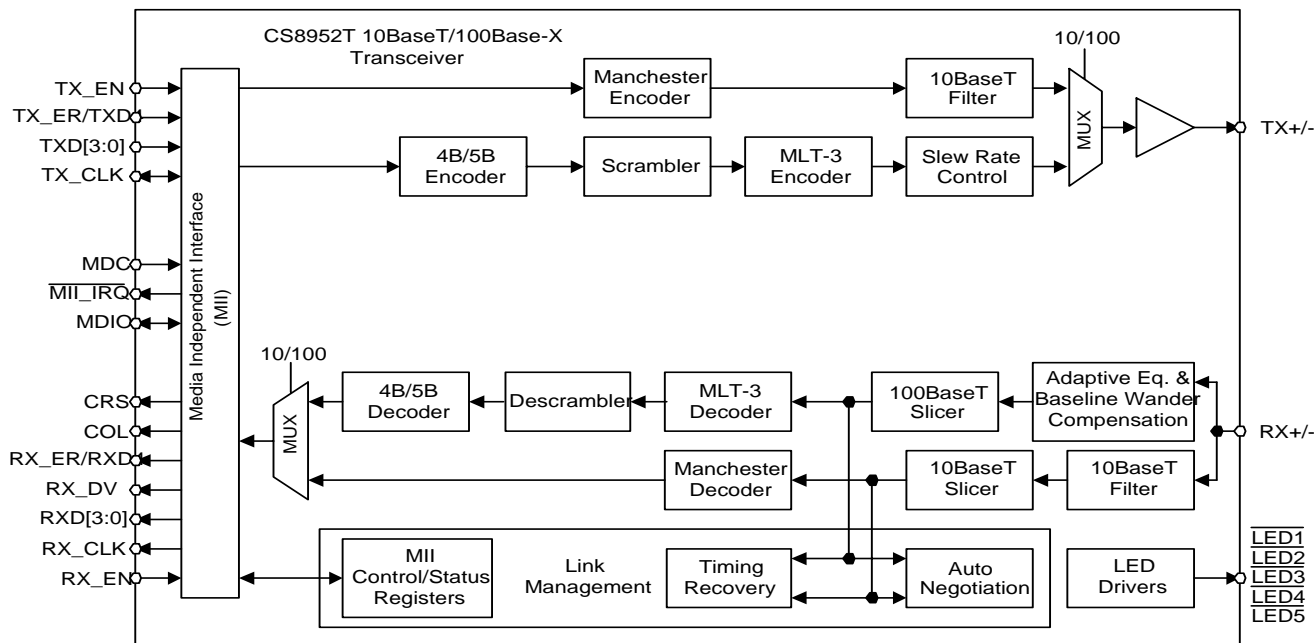 CS8952T 10BaseT/100Base-X
Transceiver
10/100
TX_EN
TX_ER/TXD4
TXD[3:0]
TX_CLK
MDC
MII_IRQ
MDIO
CRS
COL
RX_ER/RXD
RX_DV
RXD[3:0]
RX_CLK
RX_EN
Media Independent Interface
(MII)
Manchester
Encoder
10BaseT
Filter
4B/5B
Encoder
Scrambler
MLT-3
Encoder
Slew Rate
Control
MUX
TX+/-
10/100
MUX
4B/5B
Decoder
Descrambler
MLT-3
Decoder
100BaseT
Slicer
Adaptive Eq. &
Baseline Wander
Compensation
RX+/-
Manchester
Decoder
10BaseT
Slicer
10BaseT
Filter
MII
Control/Status
Registers
Link
Management
Timing
Recovery
Auto
Negotiation
LED
Drivers
LED1
LED2
LED3
LED4
LED5